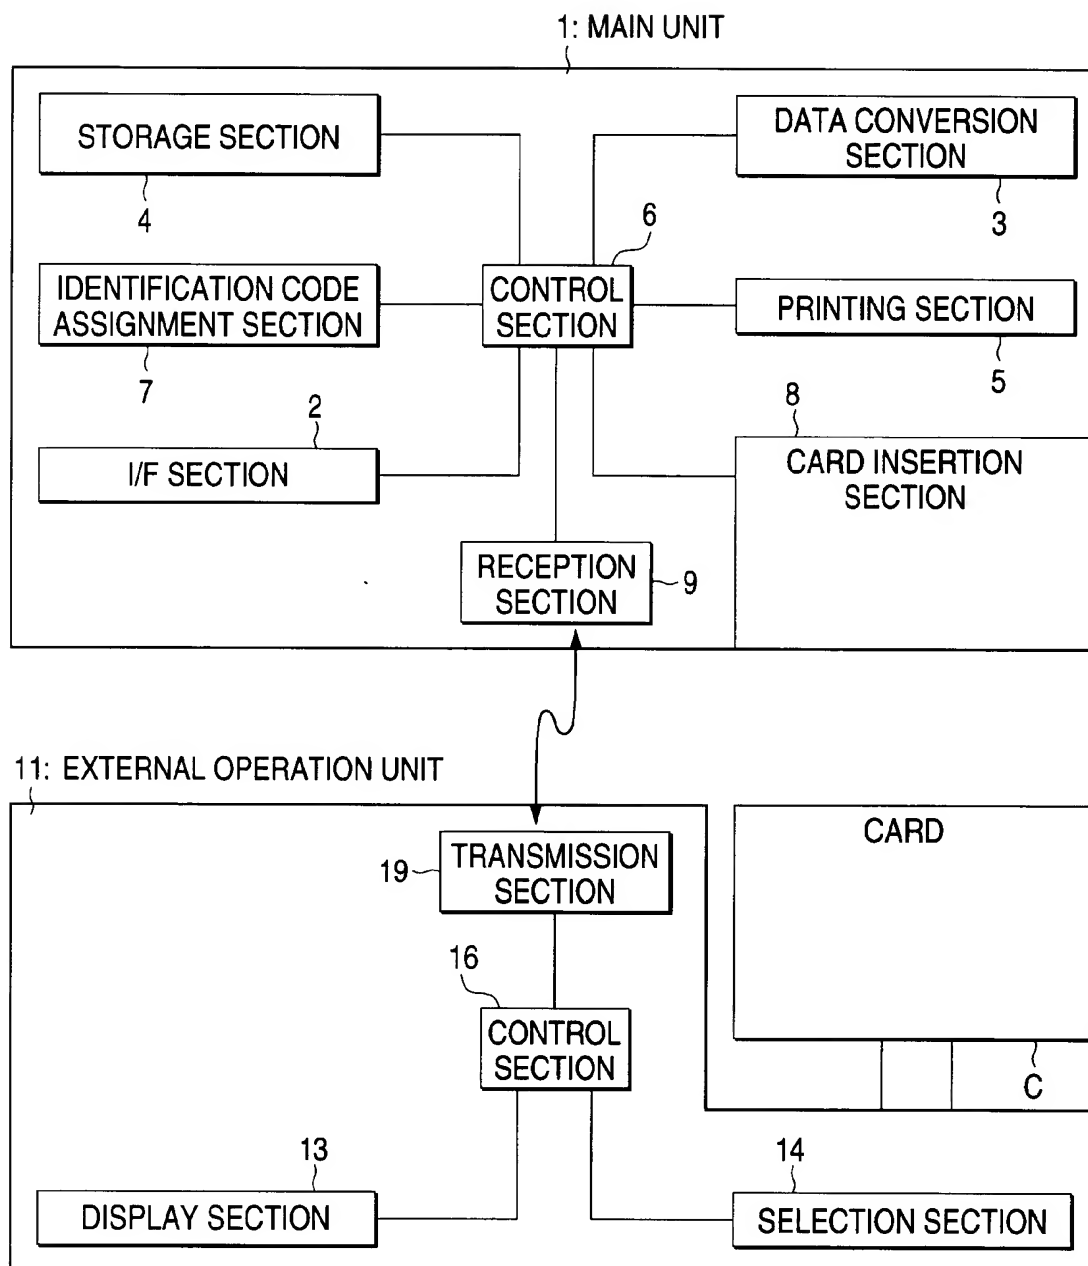 1: MAIN UNIT
STORAGE SECTION
4
DATA CONVERSION
SECTION
3
6
IDENTIFICATION CODE
ASSIGNMENT SECTION
7
CONTROL
SECTION
PRINTING SECTION
5
2
I/F SECTION
8
CARD INSERTION
SECTION
RECEPTION
SECTION
9
11: EXTERNAL OPERATION UNIT
CARD
19
TRANSMISSION
SECTION
16
CONTROL
SECTION
C
13
DISPLAY SECTION
14
SELECTION SECTION